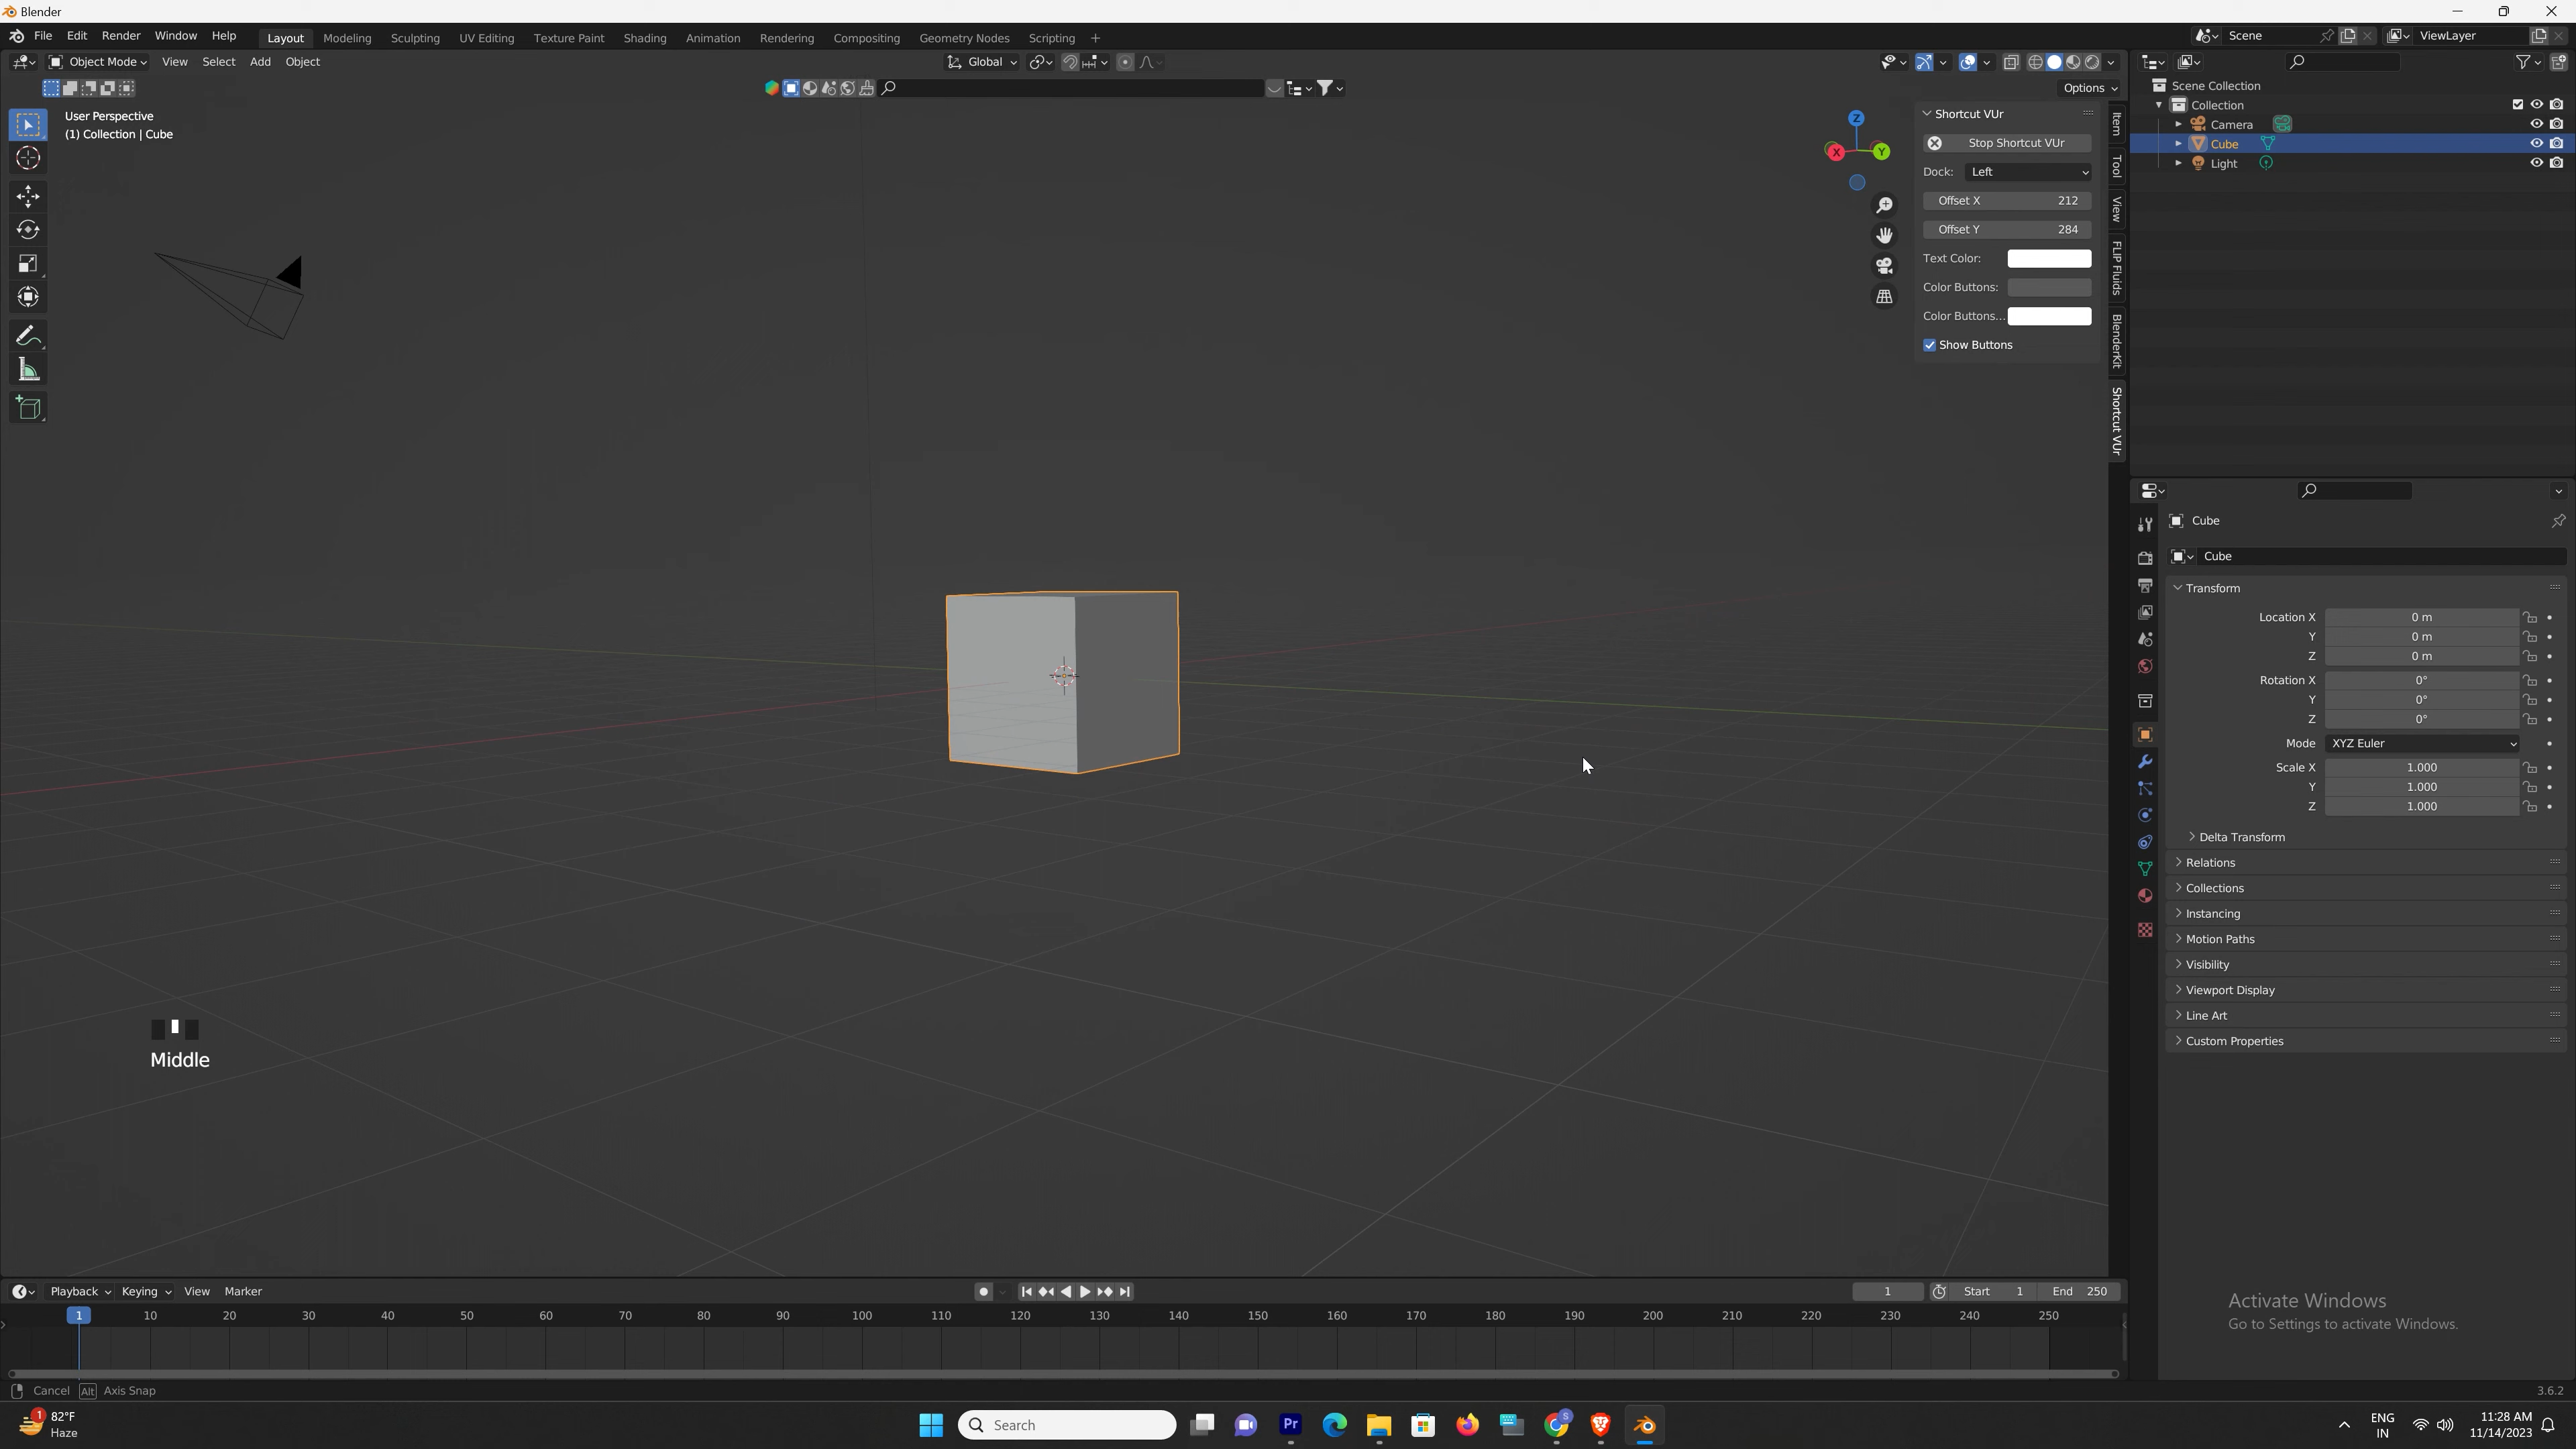 Blender
File Edit Render Window Help Layout Modeling Sculpting UV Editing Texture Paint Shading Animation Rendering Compositing Geometry Nodes Scripting + Scene ViewLayer
Object Mode View Select Add Object Global
Options
User Perspective
(1) Collection | Cube
Z
X
Y
Shortcut VUr
Stop Shortcut VUr
Dock: Left
Offset X 212
Offset Y 284
Text Color:
Color Buttons:
Color Buttons...
Show Buttons
Item
Tool
View
FLIP Fluids
BlenderKit
Shortcut VUr
Scene Collection
Collection
Camera
Cube
Light
Cube
Cube
Transform
Location X 0 m
Y 0 m
Z 0 m
Rotation X 0°
Y 0°
Z 0°
Mode XYZ Euler
Scale X 1.000
Y 1.000
Z 1.000
Delta Transform
Relations
Collections
Instancing
Motion Paths
Visibility
Viewport Display
Line Art
Custom Properties
Middle
Playback Keying View Marker 1 Start 1 End 250
1 10 20 30 40 50 60 70 80 90 100 110 120 130 140 150 160 170 180 190 200 210 220 230 240 250
Activate Windows
Go to Settings to activate Windows.
Cancel Alt Axis Snap 3.6.2
1
82°F
Haze
Search
Pr
S
ENG
IN
11:28 AM
11/14/2023